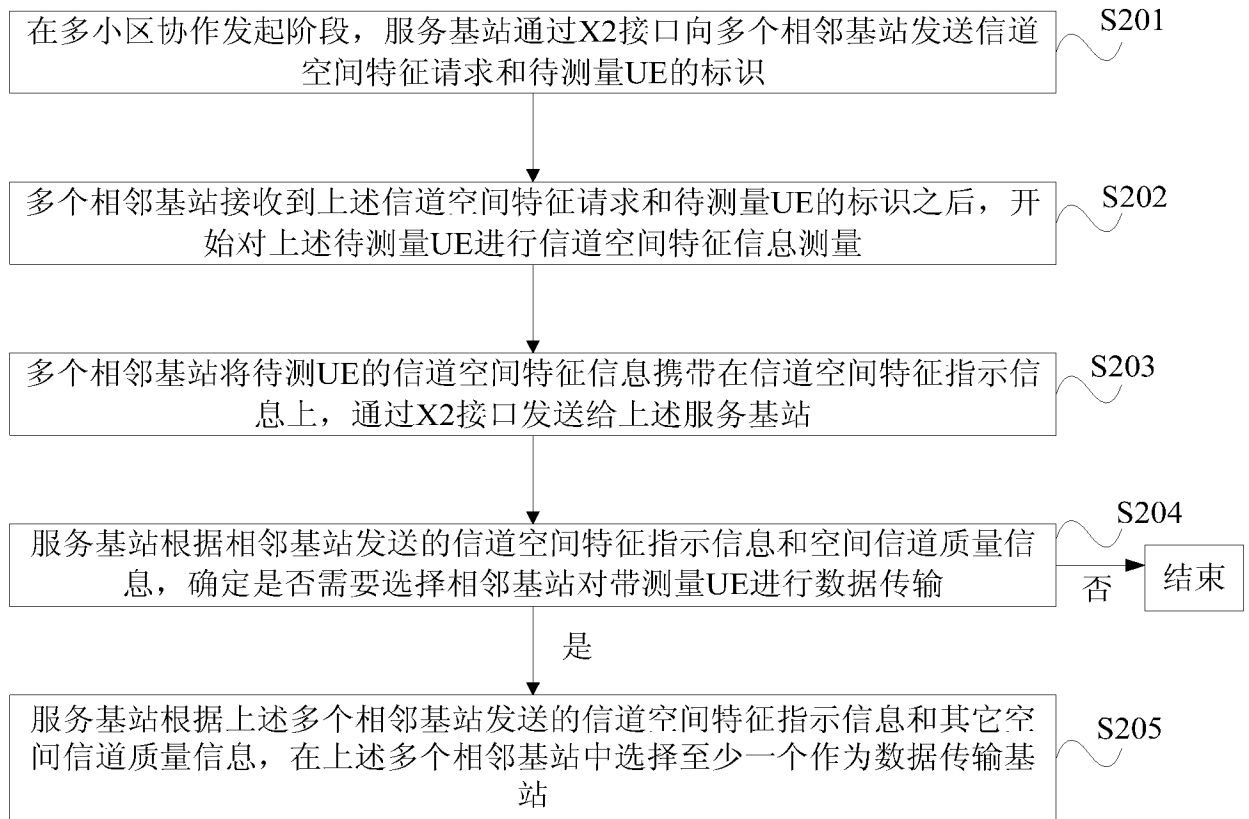 在多小区协作发起阶段，服务基站通过X2接口向多个相邻基站发送信道
空间特征请求和待测量UE的标识
S201
多个相邻基站接收到上述信道空间特征请求和待测量UE的标识之后，开
始对上述待测量UE进行信道空间特征信息测量
S202
多个相邻基站将待测UE的信道空间特征信息携带在信道空间特征指示信
息上，通过X2接口发送给上述服务基站
S203
服务基站根据相邻基站发送的信道空间特征指示信息和空间信道质量信
息，确定是否需要选择相邻基站对带测量UE进行数据传输
S204
否
结束
是
服务基站根据上述多个相邻基站发送的信道空间特征指示信息和其它空
间信道质量信息，在上述多个相邻基站中选择至少一个作为数据传输基
站
S205